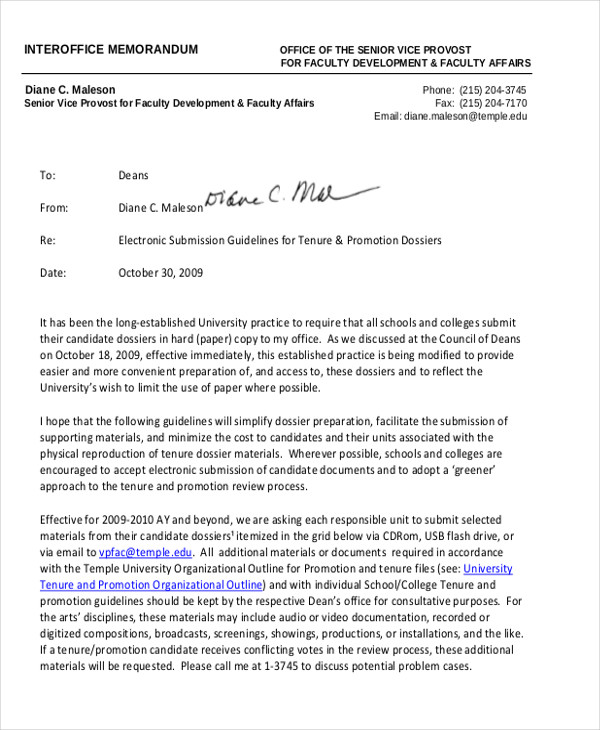 INTEROFFICE MEMORANDUM
OFFICE OF THE SENIOR VICE PROVOST
FOR FACULTY DEVELOPMENT & FACULTY AFFAIRS
Diane C. Maleson
Senior Vice Provost for Faculty Development & Faculty Affairs
Phone: (215) 204-3745
Fax: (215) 204-7170
Email: diane.maleson@temple.edu
To: Deans
From: Diane C. Maleson Diane C. Mal
Re: Electronic Submission Guidelines for Tenure & Promotion Dossiers
Date: October 30, 2009
It has been the long-established University practice to require that all schools and colleges submit
their candidate dossiers in hard (paper) copy to my office. As we discussed at the Council of Deans
on October 18, 2009, effective immediately, this established practice is being modified to provide
easier and more convenient preparation of, and access to, these dossiers and to reflect the
University's wish to limit the use of paper where possible.
I hope that the following guidelines will simplify dossier preparation, facilitate the submission of
supporting materials, and minimize the cost to candidates and their units associated with the
physical reproduction of tenure dossier materials. Wherever possible, schools and colleges are
encouraged to accept electronic submission of candidate documents and to adopt a 'greener'
approach to the tenure and promotion review process.
Effective for 2009-2010 AY and beyond, we are asking each responsible unit to submit selected
materials from their candidate dossiers¹ itemized in the grid below via CDRom, USB flash drive, or
via email to vpfac@temple.edu. All additional materials or documents required in accordance
with the Temple University Organizational Outline for Promotion and tenure files (see: University
Tenure and Promotion Organizational Outline) and with individual School/College Tenure and
promotion guidelines should be kept by the respective Dean's office for consultative purposes. For
the arts' disciplines, these materials may include audio or video documentation, recorded or
digitized compositions, broadcasts, screenings, showings, productions, or installations, and the like.
If a tenure/promotion candidate receives conflicting votes in the review process, these additional
materials will be requested. Please call me at 1-3745 to discuss potential problem cases.